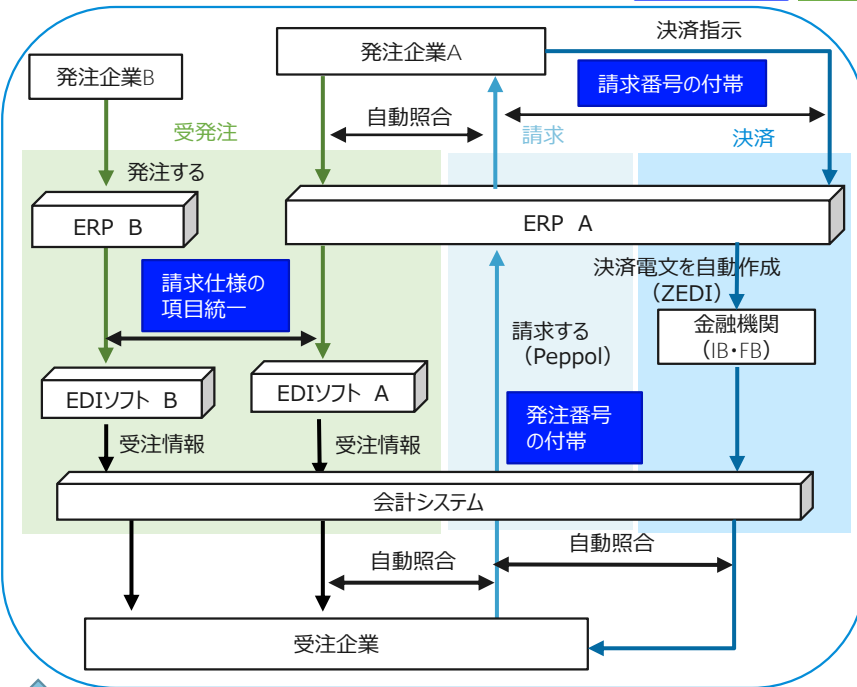 決済指示
発注企業A
発注企業B
請求番号の付帯
自動照合
受発注
請求
決済
発注する
ERP B
ERP A
決済電文を自動作成
（ZEDI）
請求仕様の
項目統一
請求する
（Peppol）
金融機関
（IB・FB）
EDIソフト B
EDIソフト A
発注番号
の付帯
受注情報
受注情報
会計システム
自動照合
自動照合
受注企業